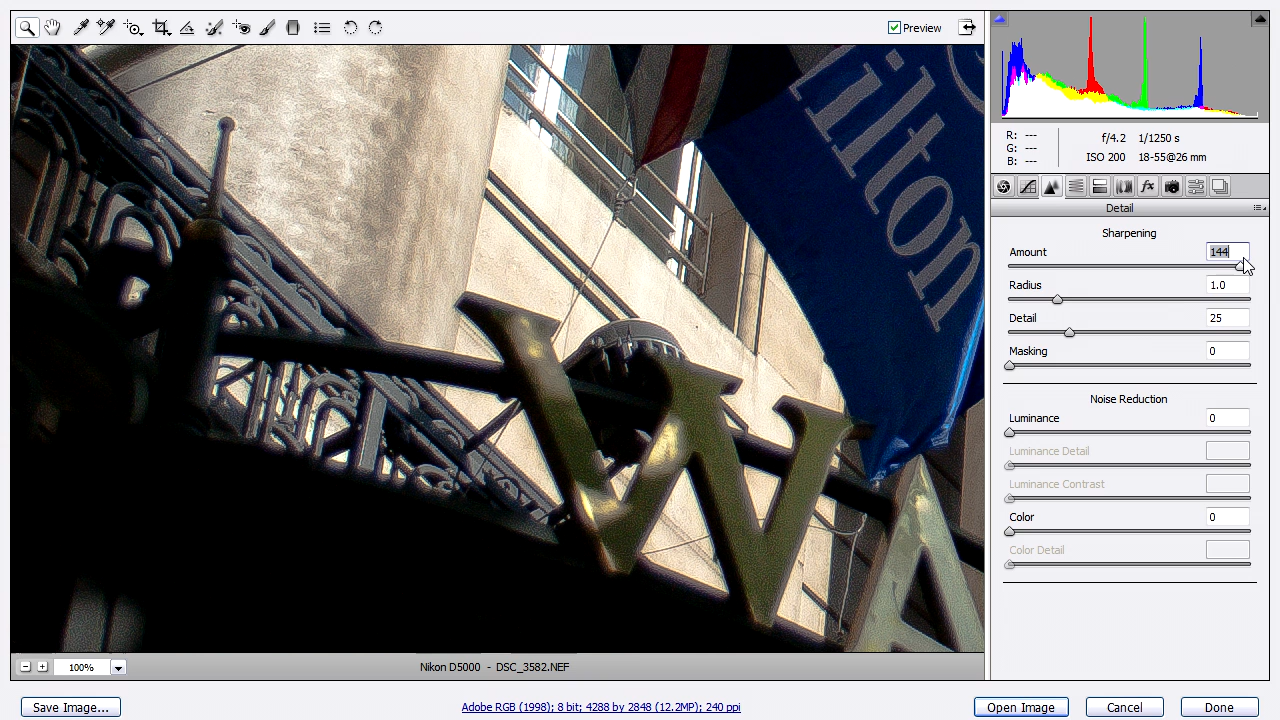 Preview
R: ---
G: ---
B: ---
f/4.2 1/1250 s
ISO 200 18-55@26 mm
fx
Detail
Sharpening
Amount 144
Radius 1.0
Detail 25
Masking 0
Noise Reduction
Luminance 0
Luminance Detail
Luminance Contrast
Color 0
Color Detail
ilton
WA
100%
Nikon D5000 - DSC_3582.NEF
Save Image...
Adobe RGB (1998); 8 bit; 4288 by 2848 (12.2MP); 240 ppi
Open Image
Cancel
Done